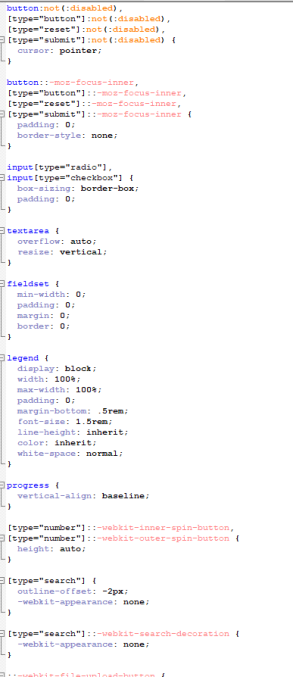 button:not(:disabled),
[type="button"]:not(:disabled),
[type="reset"]:not(:disabled),
[type="submit"]:not(:disabled) {
cursor: pointer;
}
button::-moz-focus-inner,
[type="button"]::-moz-focus-inner,
[type="reset"]::-moz-focus-inner,
[type="submit"]::-moz-focus-inner {
padding: 0;
border-style: none;
}
input[type="radio"],
input[type="checkbox"] {
box-sizing: border-box;
padding: 0;
}
textarea {
overflow: auto;
resize: vertical;
}
fieldset {
min-width: 0;
padding: 0;
margin: 0;
border: 0;
}
legend {
display: block;
width: 100%;
max-width: 100%;
padding: 0;
margin-bottom: .5rem;
font-size: 1.5rem;
line-height: inherit;
color: inherit;
white-space: normal;
}
progress {
vertical-align: baseline;
}
[type="number"]::-webkit-inner-spin-button,
[type="number"]::-webkit-outer-spin-button {
height: auto;
}
[type="search"] {
outline-offset: -2px;
-webkit-appearance: none;
}
[type="search"]::-webkit-search-decoration {
-webkit-appearance: none;
}
::-webkit-file-upload-button {